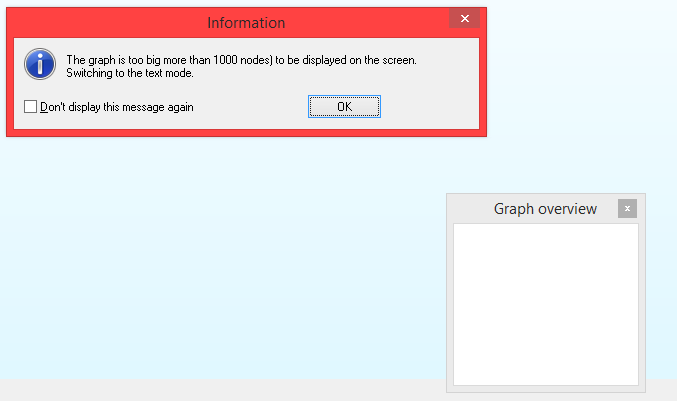 Information
The graph is too big more than 1000 nodes) to be displayed on the screen.
Switching to the text mode.
Don't display this message again
OK
Graph overview